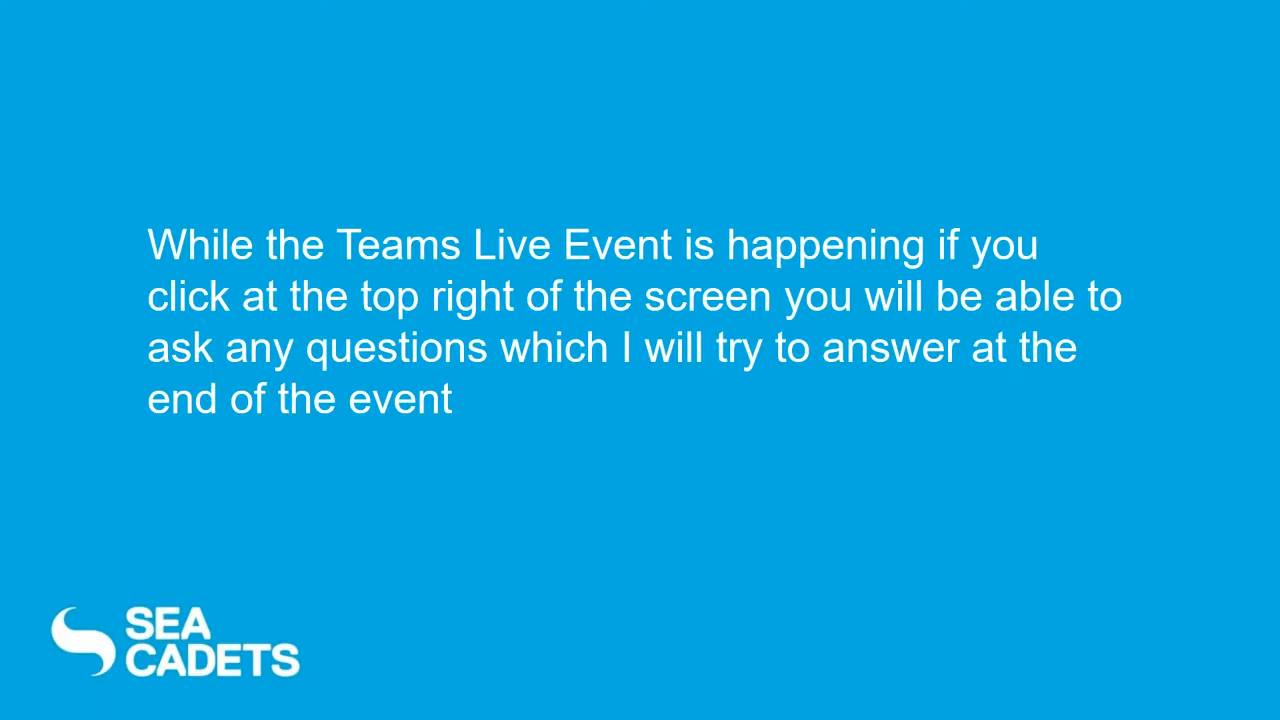 While the Teams Live Event is happening if you
click at the top right of the screen you will be able to
ask any questions which I will try to answer at the
end of the event
SEA
CADETS